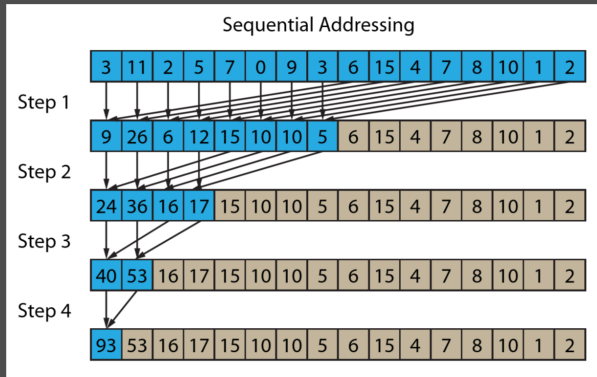 Sequential Addressing
3 11 2 5 7 0 9 3 6 15 4 7 8 10 1 2
Step 1
9 26 6 12 15 10 10 5 6 15 4 7 8 10 1 2
Step 2
24 36 16 17 15 10 10 5 6 15 4 7 8 10 1 2
Step 3
40 53 16 17 15 10 10 5 6 15 4 7 8 10 1 2
Step 4
93 53 16 17 15 10 10 5 6 15 4 7 8 10 1 2